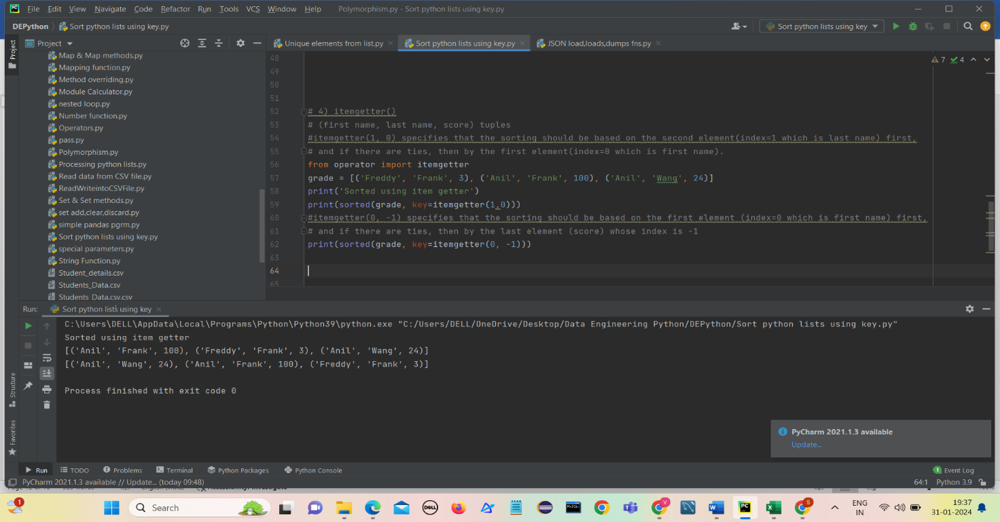 File Edit View Navigate Code Refactor Run Tools VCS Window Help Polymorphism.py - Sort python lists using key.py
DEPython Sort python lists using key.py
Sort python lists using key
Project
Unique elements from list.py
Sort python lists using key.py
JSON load,loads,dumps fns.py
Project
Map & Map methods.py
Mapping function.py
Method overriding.py
Module Calculator.py
nested loop.py
Number function.py
Operators.py
pass.py
Polymorphism.py
Processing python lists.py
Read data from CSV file.py
ReadWriteintoCSVFile.py
Set & Set methods.py
set add,clear,discard.py
simple pandas pgrm.py
Sort python lists using key.py
special parameters.py
String Function.py
Student_details.csv
Students_Data.csv
Students_Data.csv.csv
7 4
48
49
50
51
52 # 4) itemgetter()
53 # (first name, last name, score) tuples
54 #itemgetter(1, 0) specifies that the sorting should be based on the second element(index=1 which is last name) first,
55 # and if there are ties, then by the first element(index=0 which is first name).
56 from operator import itemgetter
57 grade = [('Freddy', 'Frank', 3), ('Anil', 'Frank', 100), ('Anil', 'Wang', 24)]
58 print('Sorted using item getter')
59 print(sorted(grade, key=itemgetter(1,0)))
60 #itemgetter(0, -1) specifies that the sorting should be based on the first element (index=0 which is first name) first,
61 # and if there are ties, then by the last element (score) whose index is -1
62 print(sorted(grade, key=itemgetter(0, -1)))
63
64
65
Run: Sort python lists using key
C:\Users\DELL\AppData\Local\Programs\Python\Python39\python.exe "C:/Users/DELL/OneDrive/Desktop/Data Engineering Python/DEPython/Sort python lists using key.py"
Sorted using item getter
[('Anil', 'Frank', 100), ('Freddy', 'Frank', 3), ('Anil', 'Wang', 24)]
[('Anil', 'Wang', 24), ('Anil', 'Frank', 100), ('Freddy', 'Frank', 3)]
Process finished with exit code 0
Structure
Favorites
PyCharm 2021.1.3 available
Update...
Run TODO Problems Terminal Python Packages Python Console
1 Event Log
PyCharm 2021.1.3 available // Update... (today 09:48)
64:1 Python 3.9
1
Search
DELL
MySQL
T
V
W
PC
X
S
ENG
IN
19:37
31-01-2024